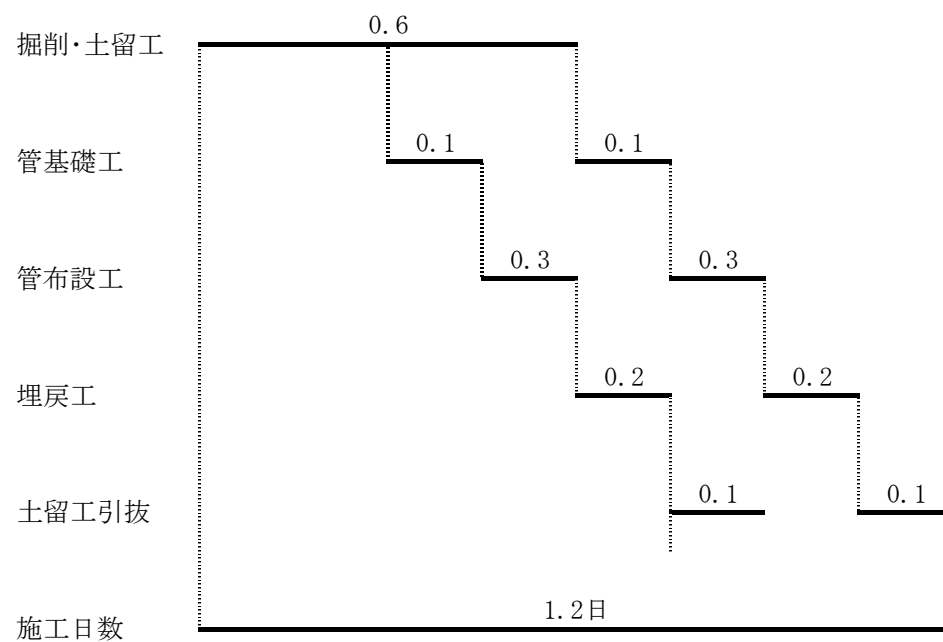 0.6
掘削・土留工
0.1 0.1
管基礎工
0.3 0.3
管布設工
0.2 0.2
埋戻工
0.1 0.1
土留工引抜
1.2日
施工日数